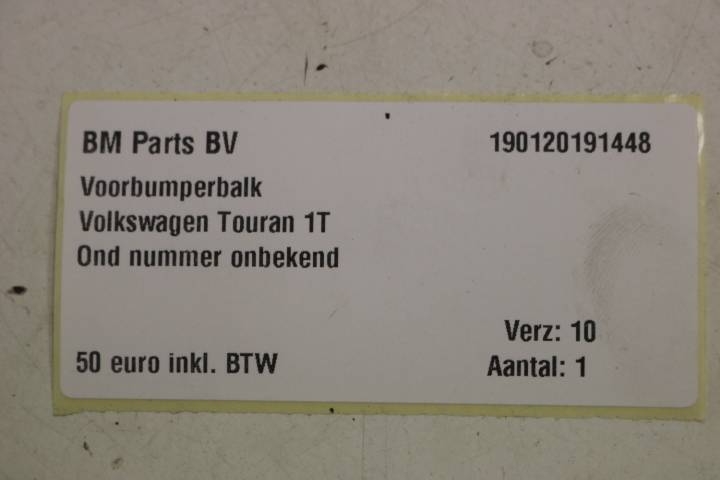 BM Parts BV 190120191448
Voorbumperbalk
Volkswagen Touran 1T
Ond nummer onbekend
Verz: 10
50 euro inkl. BTW Aantal: 1